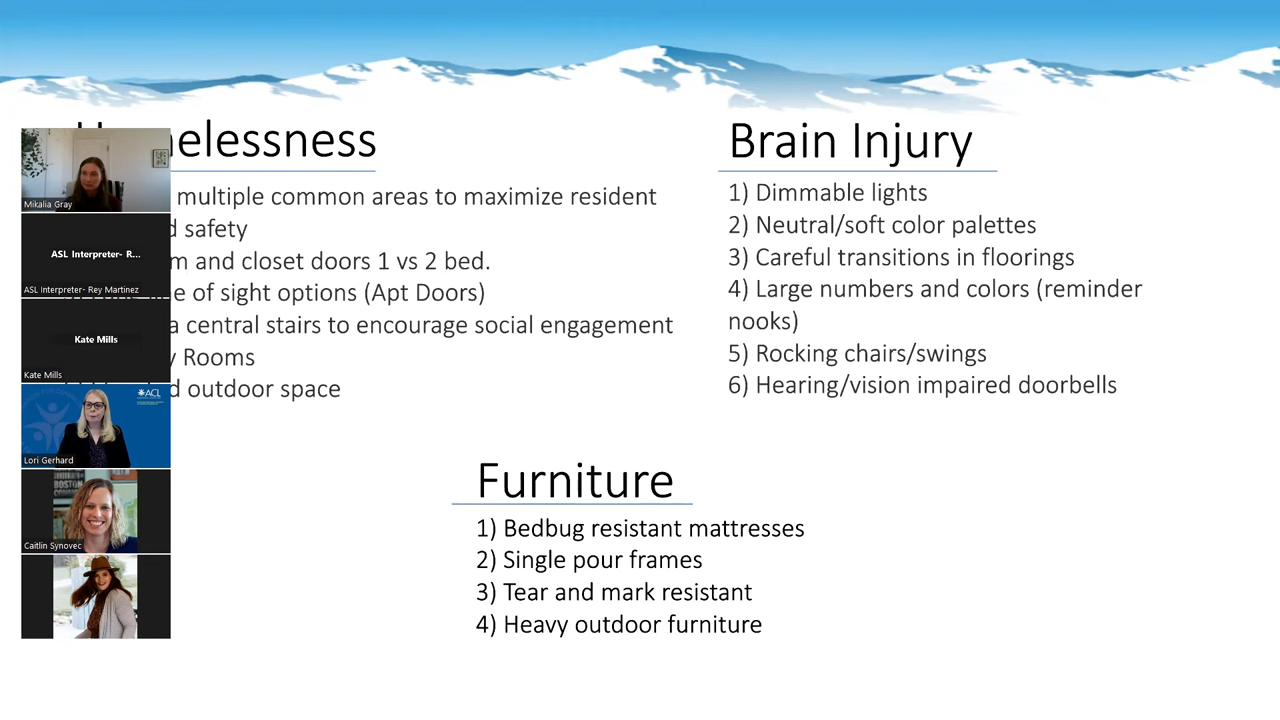 Homelessness
multiple common areas to maximize resident
safety
and closet doors 1 vs 2 bed.
of sight options (Apt Doors)
a central stairs to encourage social engagement
Rooms
outdoor space
Brain Injury
1) Dimmable lights
2) Neutral/soft color palettes
3) Careful transitions in floorings
4) Large numbers and colors (reminder
nooks)
5) Rocking chairs/swings
6) Hearing/vision impaired doorbells
Furniture
1) Bedbug resistant mattresses
2) Single pour frames
3) Tear and mark resistant
4) Heavy outdoor furniture
Mikalia Gray
ASL Interpreter- R...
ASL Interpreter- Rey Martinez
Kate Mills
Kate Mills
ACL
Lori Gerhard
BOSTON
Caitlin Synovec